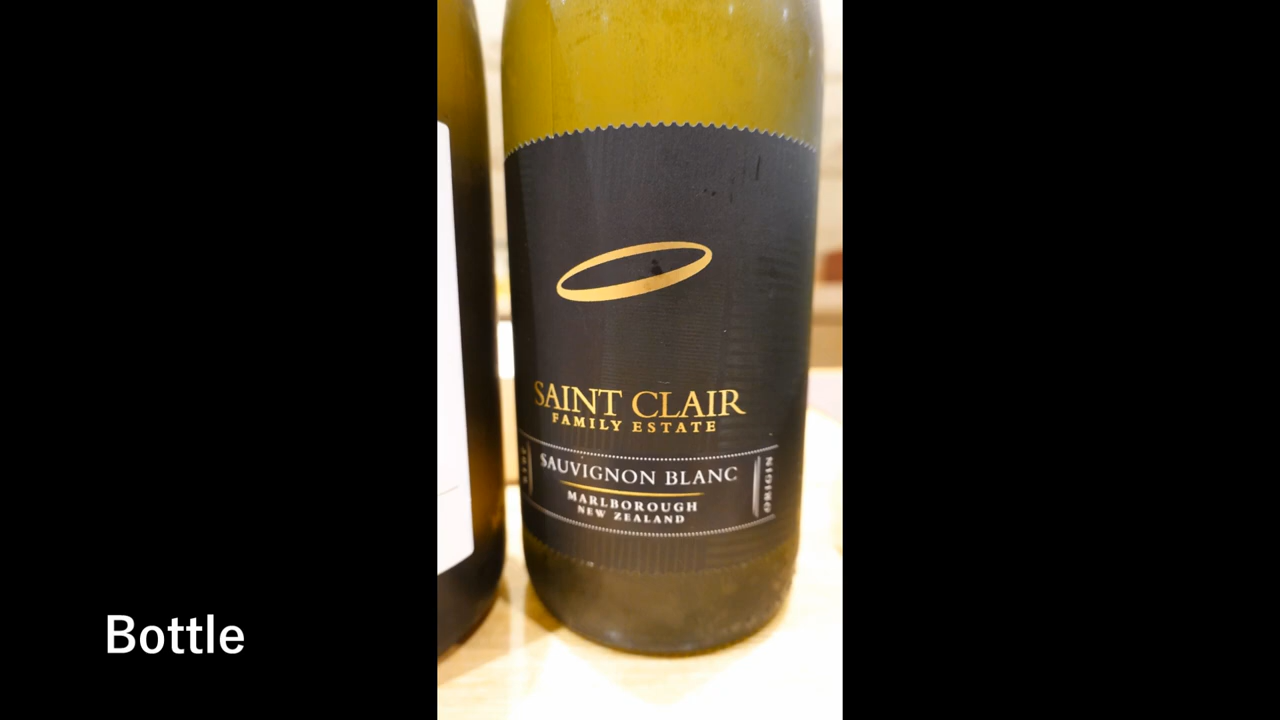 SAINT CLAIR
FAMILY ESTATE
SAUVIGNON BLANC
MARLBOROUGH
NEW ZEALAND
ORIGIN
Bottle